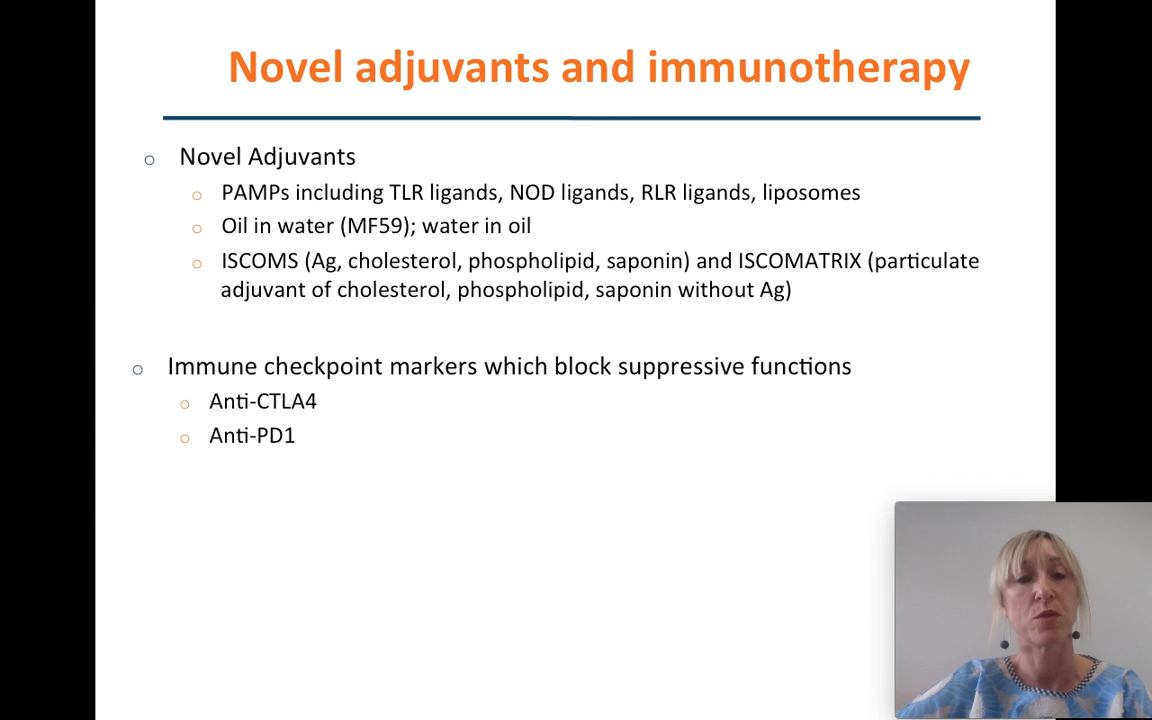 Novel adjuvants and immunotherapy
Novel Adjuvants
PAMPs including TLR ligands, NOD ligands, RLR ligands, liposomes
Oil in water (MF59); water in oil
ISCOMS (Ag, cholesterol, phospholipid, saponin) and ISCOMATRIX (particulate
adjuvant of cholesterol, phospholipid, saponin without Ag)
Immune checkpoint markers which block suppressive functions
Anti-CTLA4
Anti-PD1